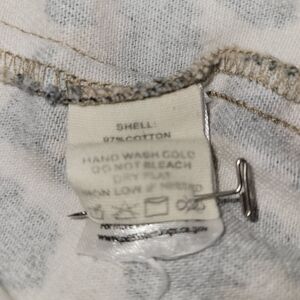 SHELL:
97% COTTON
HAND WASH COLD
DO NOT BLEACH
DRY FLAT
IRON LOW IF NEEDED